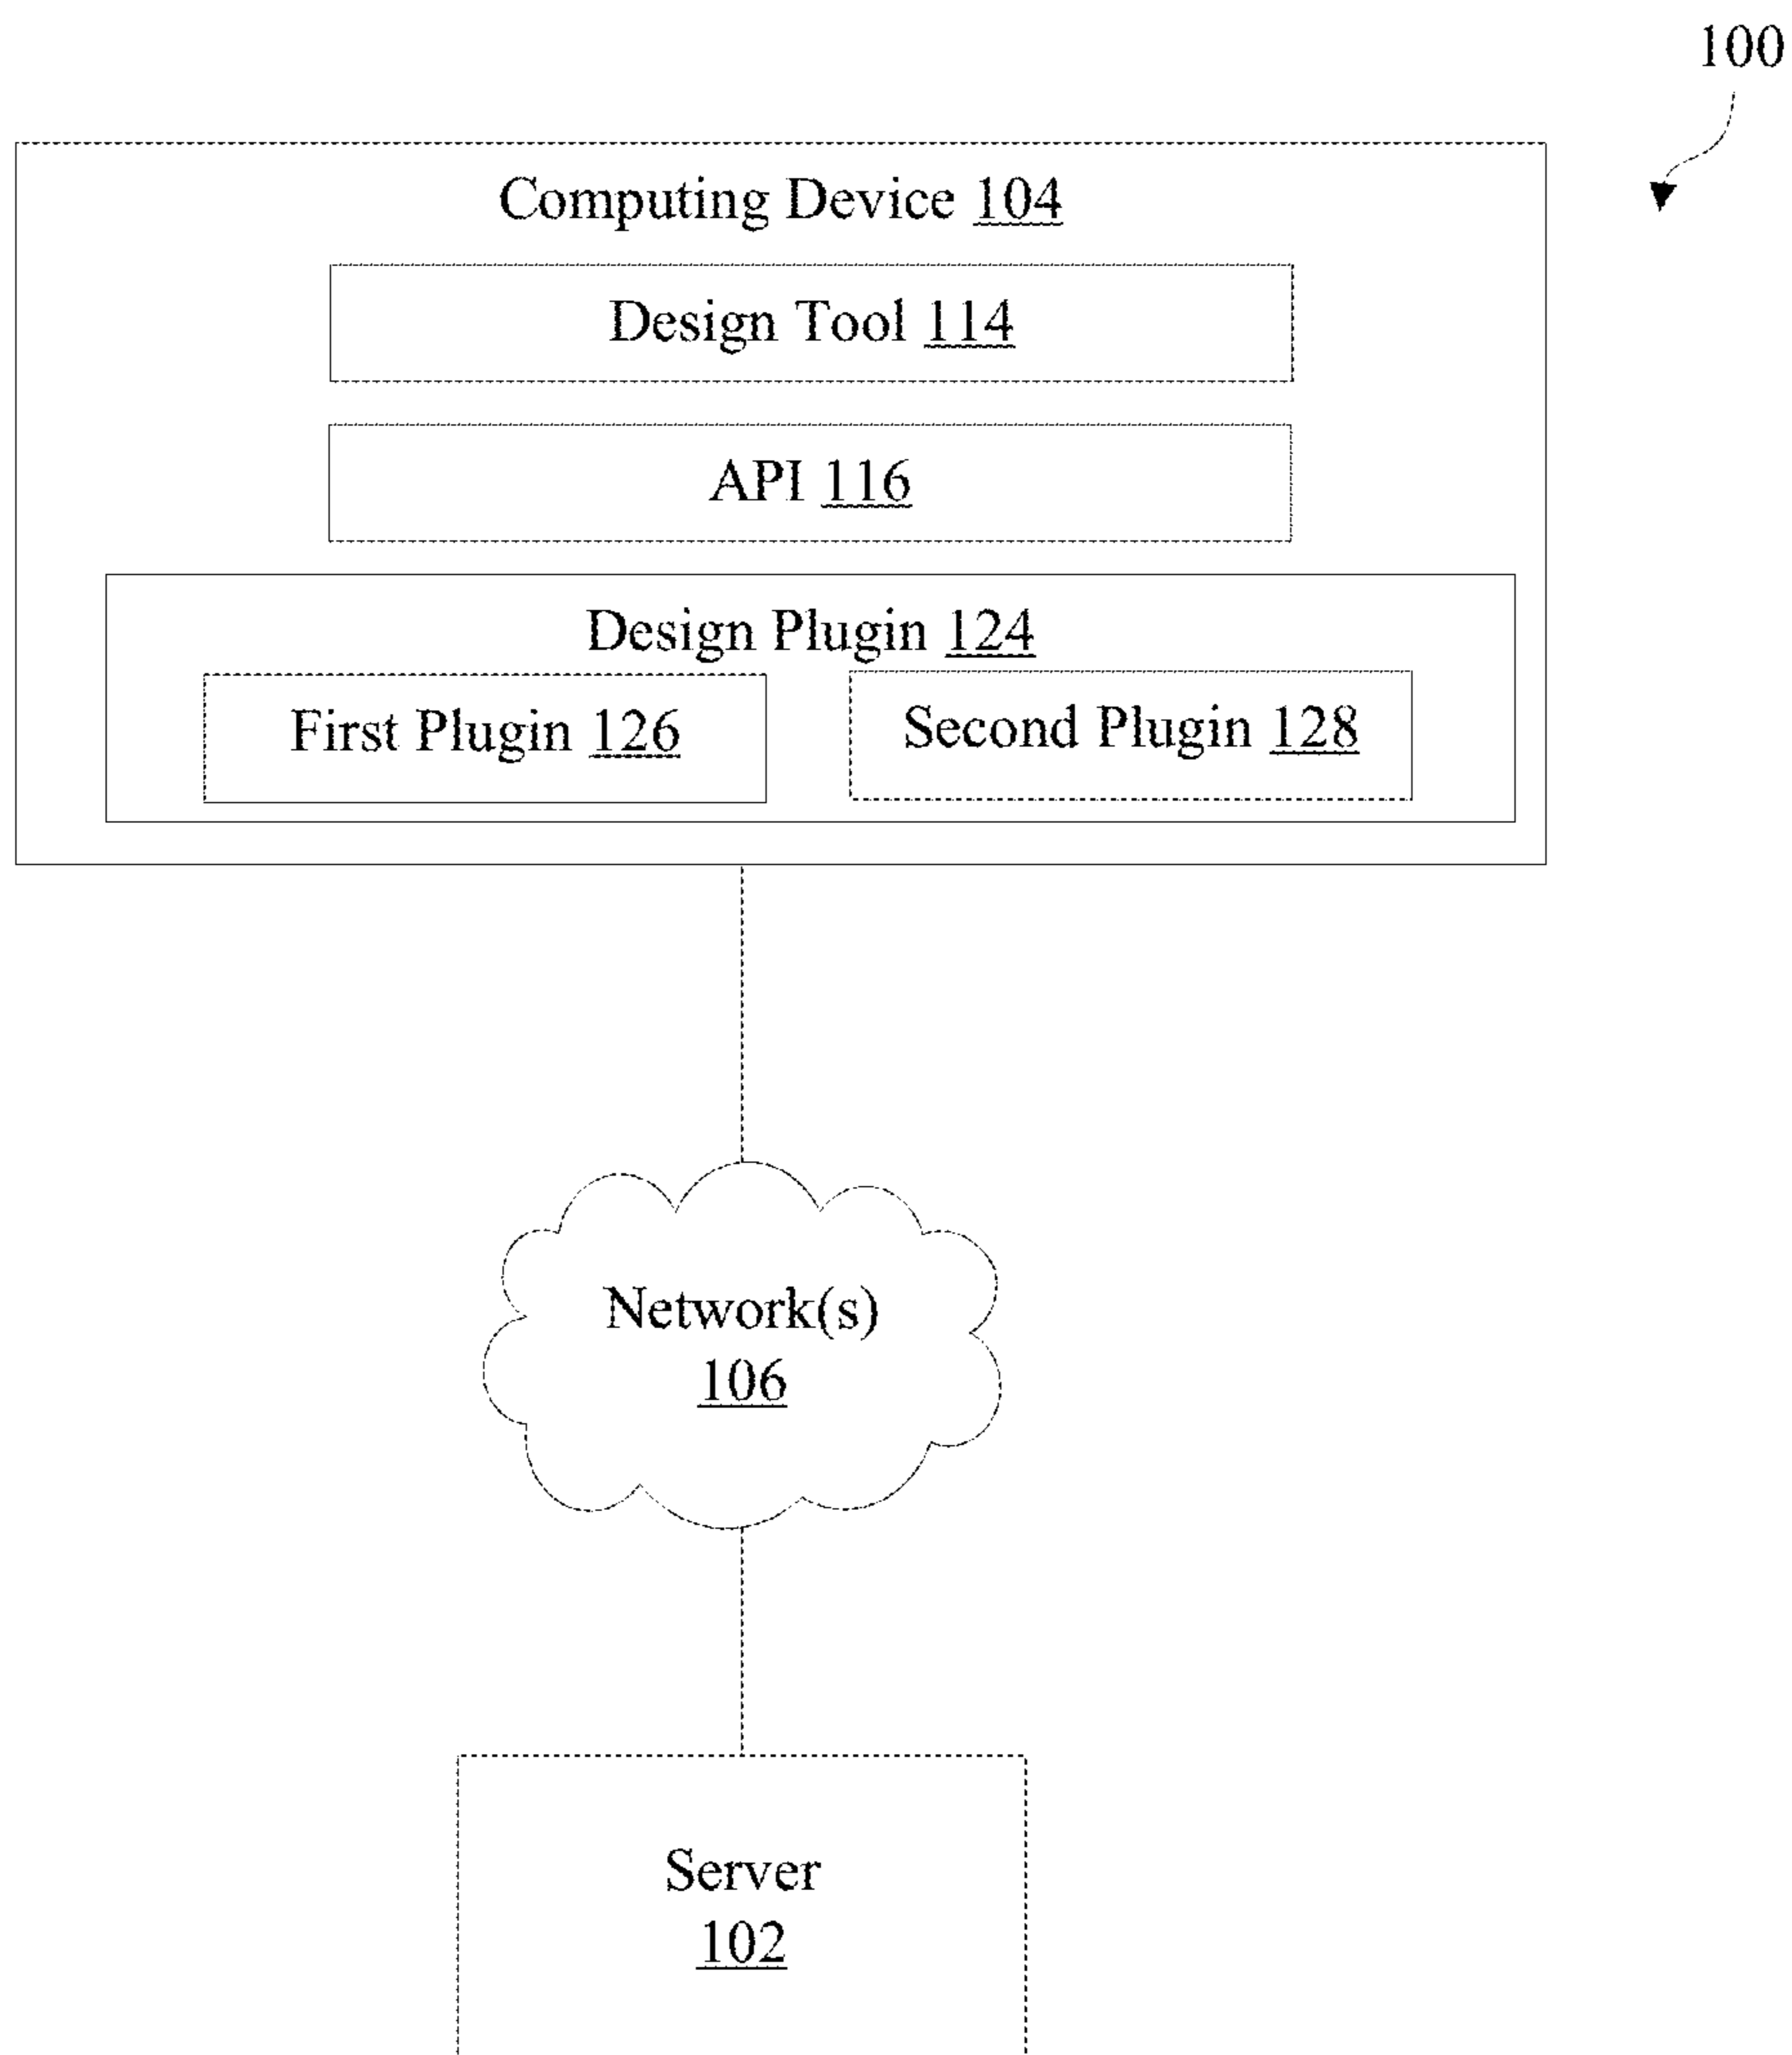 100
Computing Device 104
Design Tool 114
API 116
Design Plugin 124
First Plugin 126
Second Plugin 128
Network(s)
106
Server
102